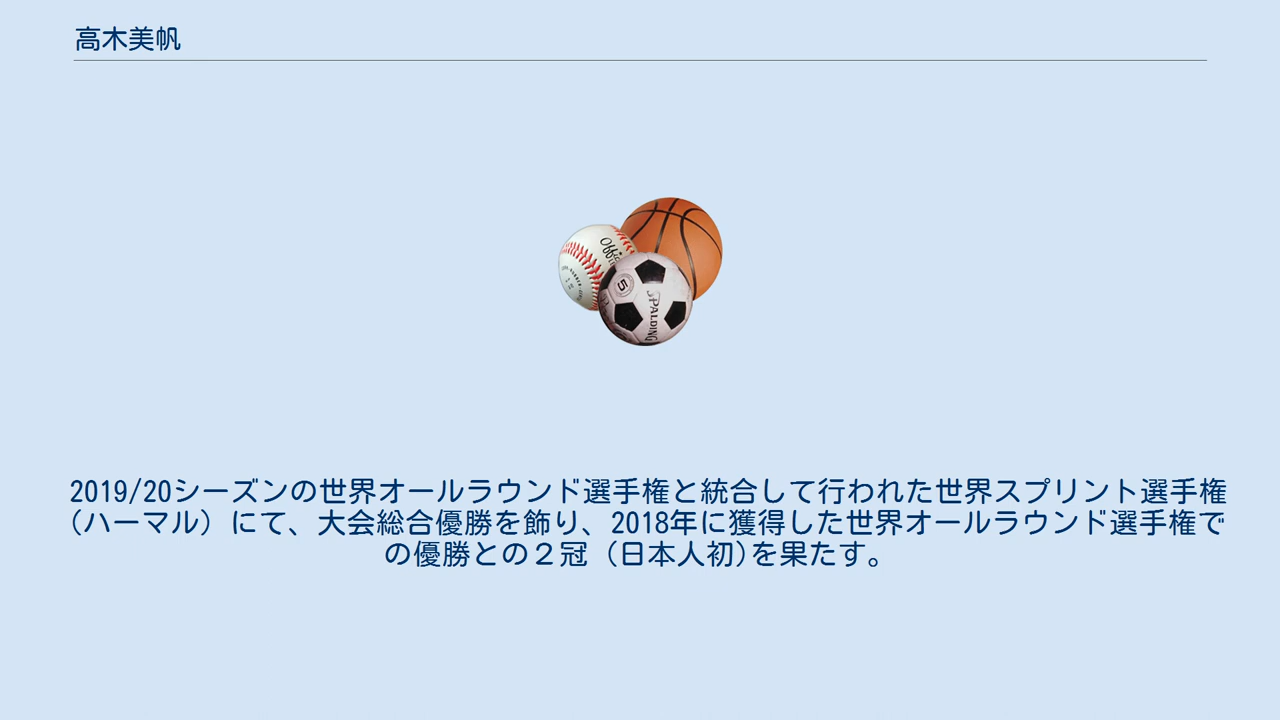 高木美帆
Offi
5
SPALDING
2019/20シーズンの世界オールラウンド選手権と統合して行われた世界スプリント選手権
(ハーマル）にて、大会総合優勝を飾り、2018年に獲得した世界オールラウンド選手権で
の優勝との２冠（日本人初)を果たす。